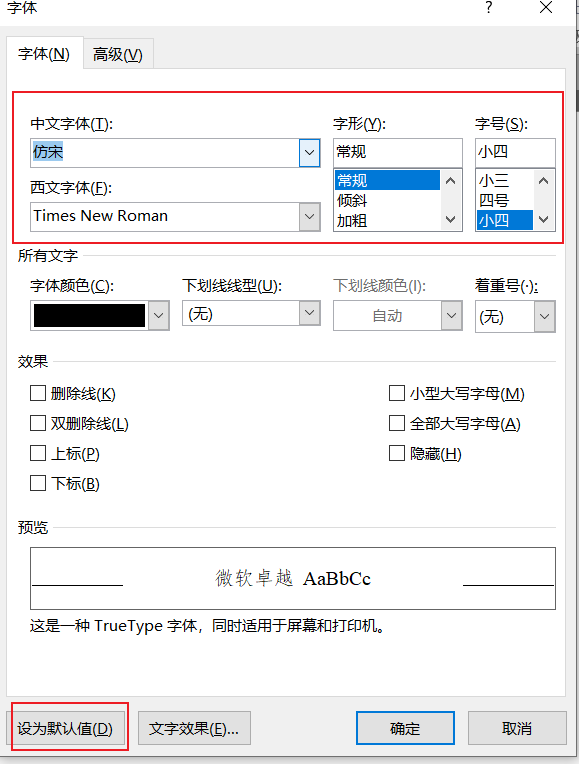 字体 ?
字体(N) 高级(V)
中文字体(T): 字形(Y): 字号(S):
仿宋 常规 小四
西文字体(F): 常规 小三
倾斜 四号
Times New Roman 加粗 小四
所有文字
字体颜色(C): 下划线线型(U): 下划线颜色(I): 着重号(·):
(无) 自动 (无)
效果
删除线(K) 小型大写字母(M)
双删除线(L) 全部大写字母(A)
上标(P) 隐藏(H)
下标(B)
预览
微软卓越 AaBbCc
这是一种 TrueType 字体，同时适用于屏幕和打印机。
设为默认值(D) 文字效果(E)... 确定 取消